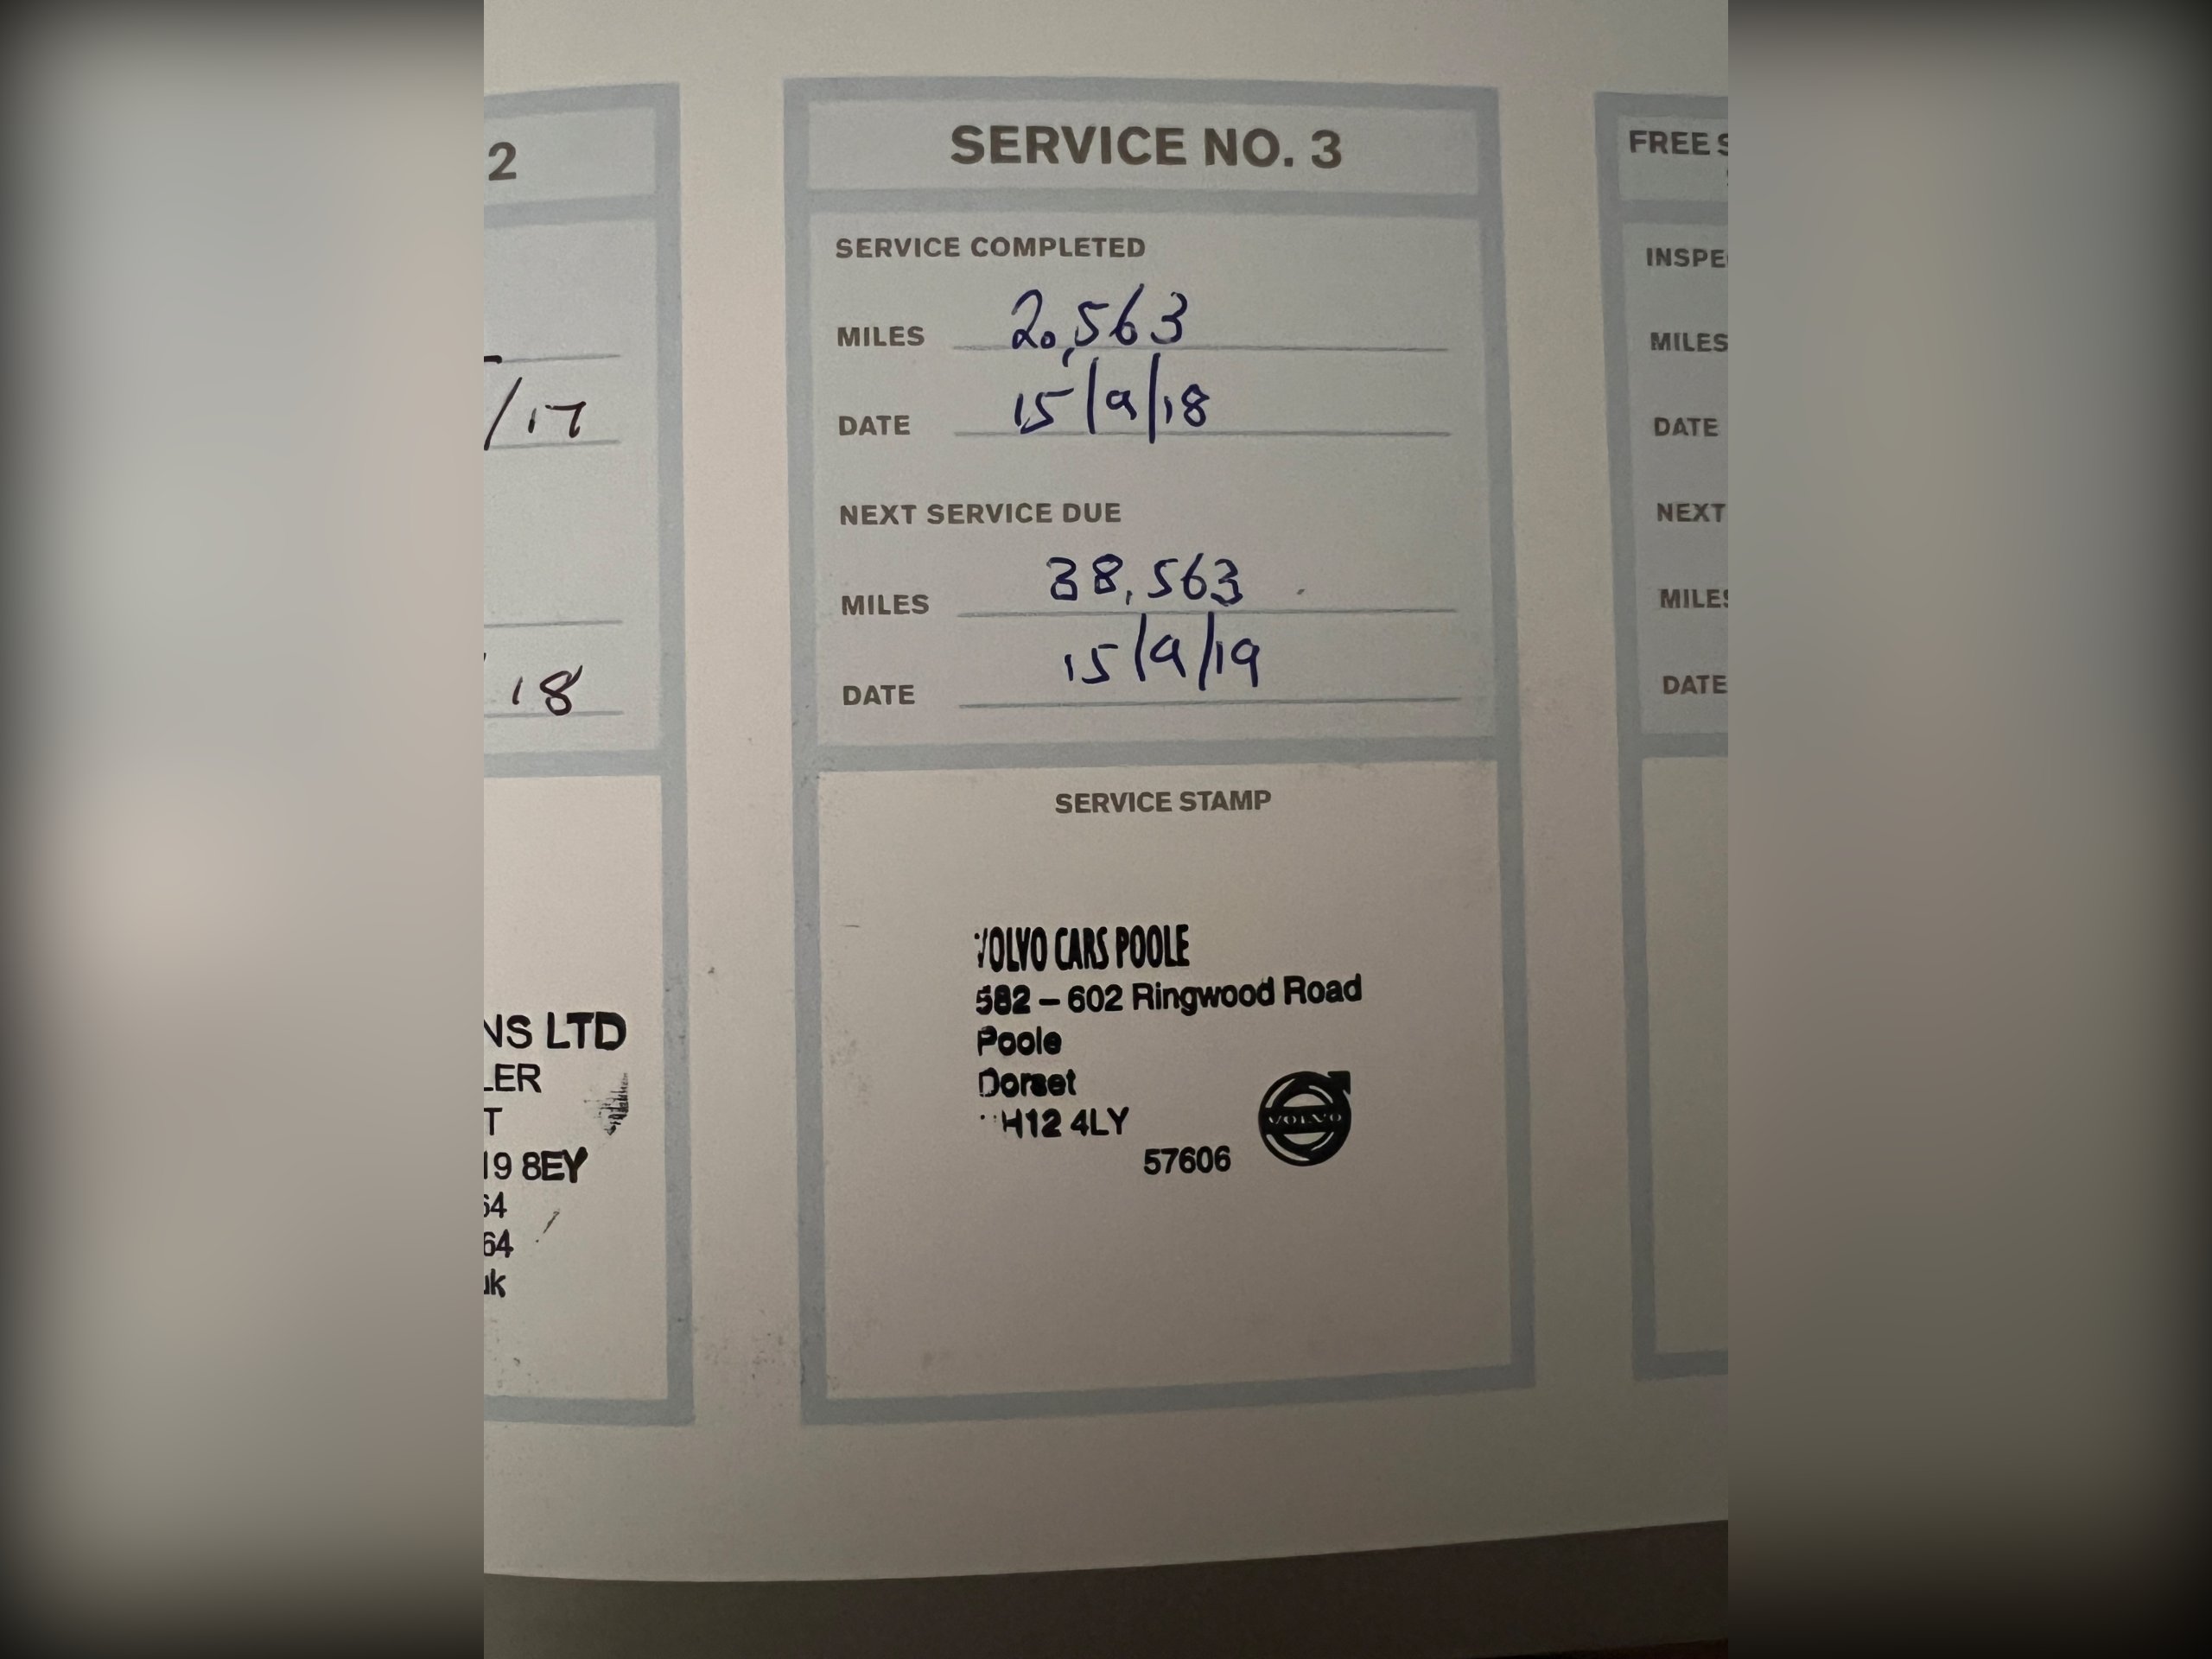 2
/17
18
NS LTD
LER
T
19 8EY
64
64
uk
SERVICE NO. 3
SERVICE COMPLETED
MILES 20,563
DATE 15/9/18
NEXT SERVICE DUE
MILES 38,563
DATE 15/9/19
SERVICE STAMP
VOLVO CARS POOLE
582 – 602 Ringwood Road
Poole
Dorset
H12 4LY
57606
VOLVO
FREE S
INSPE
MILES
DATE
NEXT
MILES
DATE